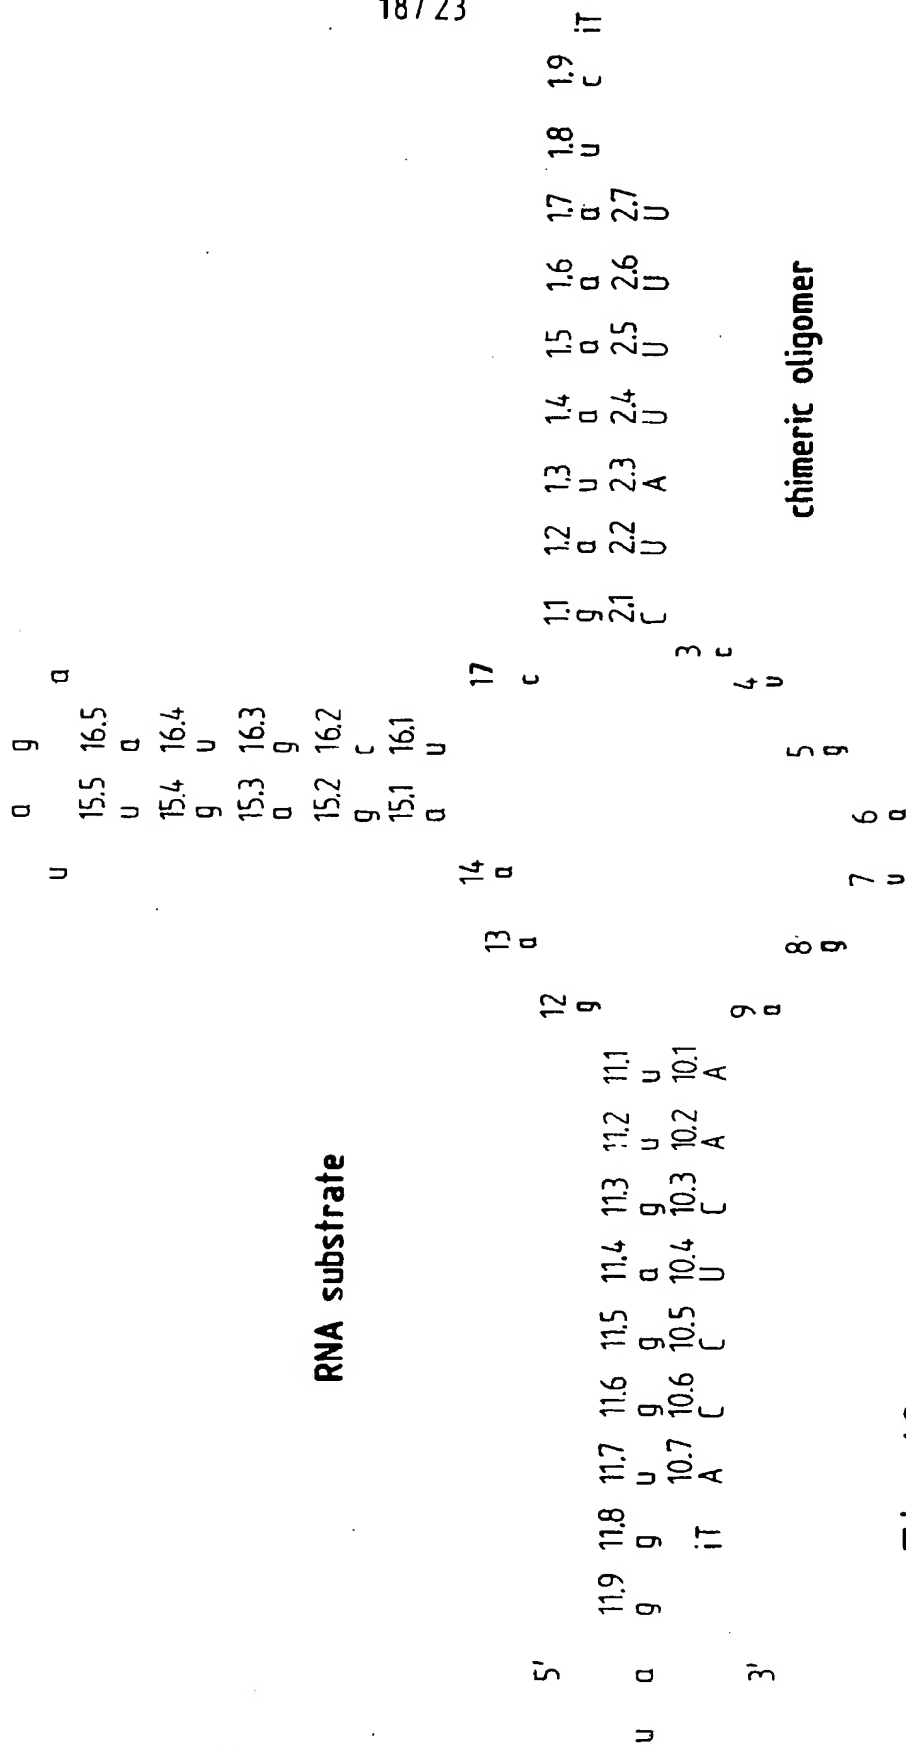 18 / 23
a g
u a
15.5 16.5
u a
15.4 16.4
g u
15.3 16.3
a g
RNA substrate
15.2 16.2
g c
15.1 16.1
a u
14 17
a c
13
a
12
g
1.1 1.2 1.3 1.4 1.5 1.6 1.7 1.8 1.9
g a u a a a a u c iT
2.1 2.2 2.3 2.4 2.5 2.6 2.7
C U A U U U U
5' 11.9 11.8 11.7 11.6 11.5 11.4 11.3 11.2 11.1
u a g g u g g a g u u
10.7 10.6 10.5 10.4 10.3 10.2 10.1
3' iT A C C U C A A
9 3
a c
4
u
8 5
g g
7 6
u a
chimeric oligomer